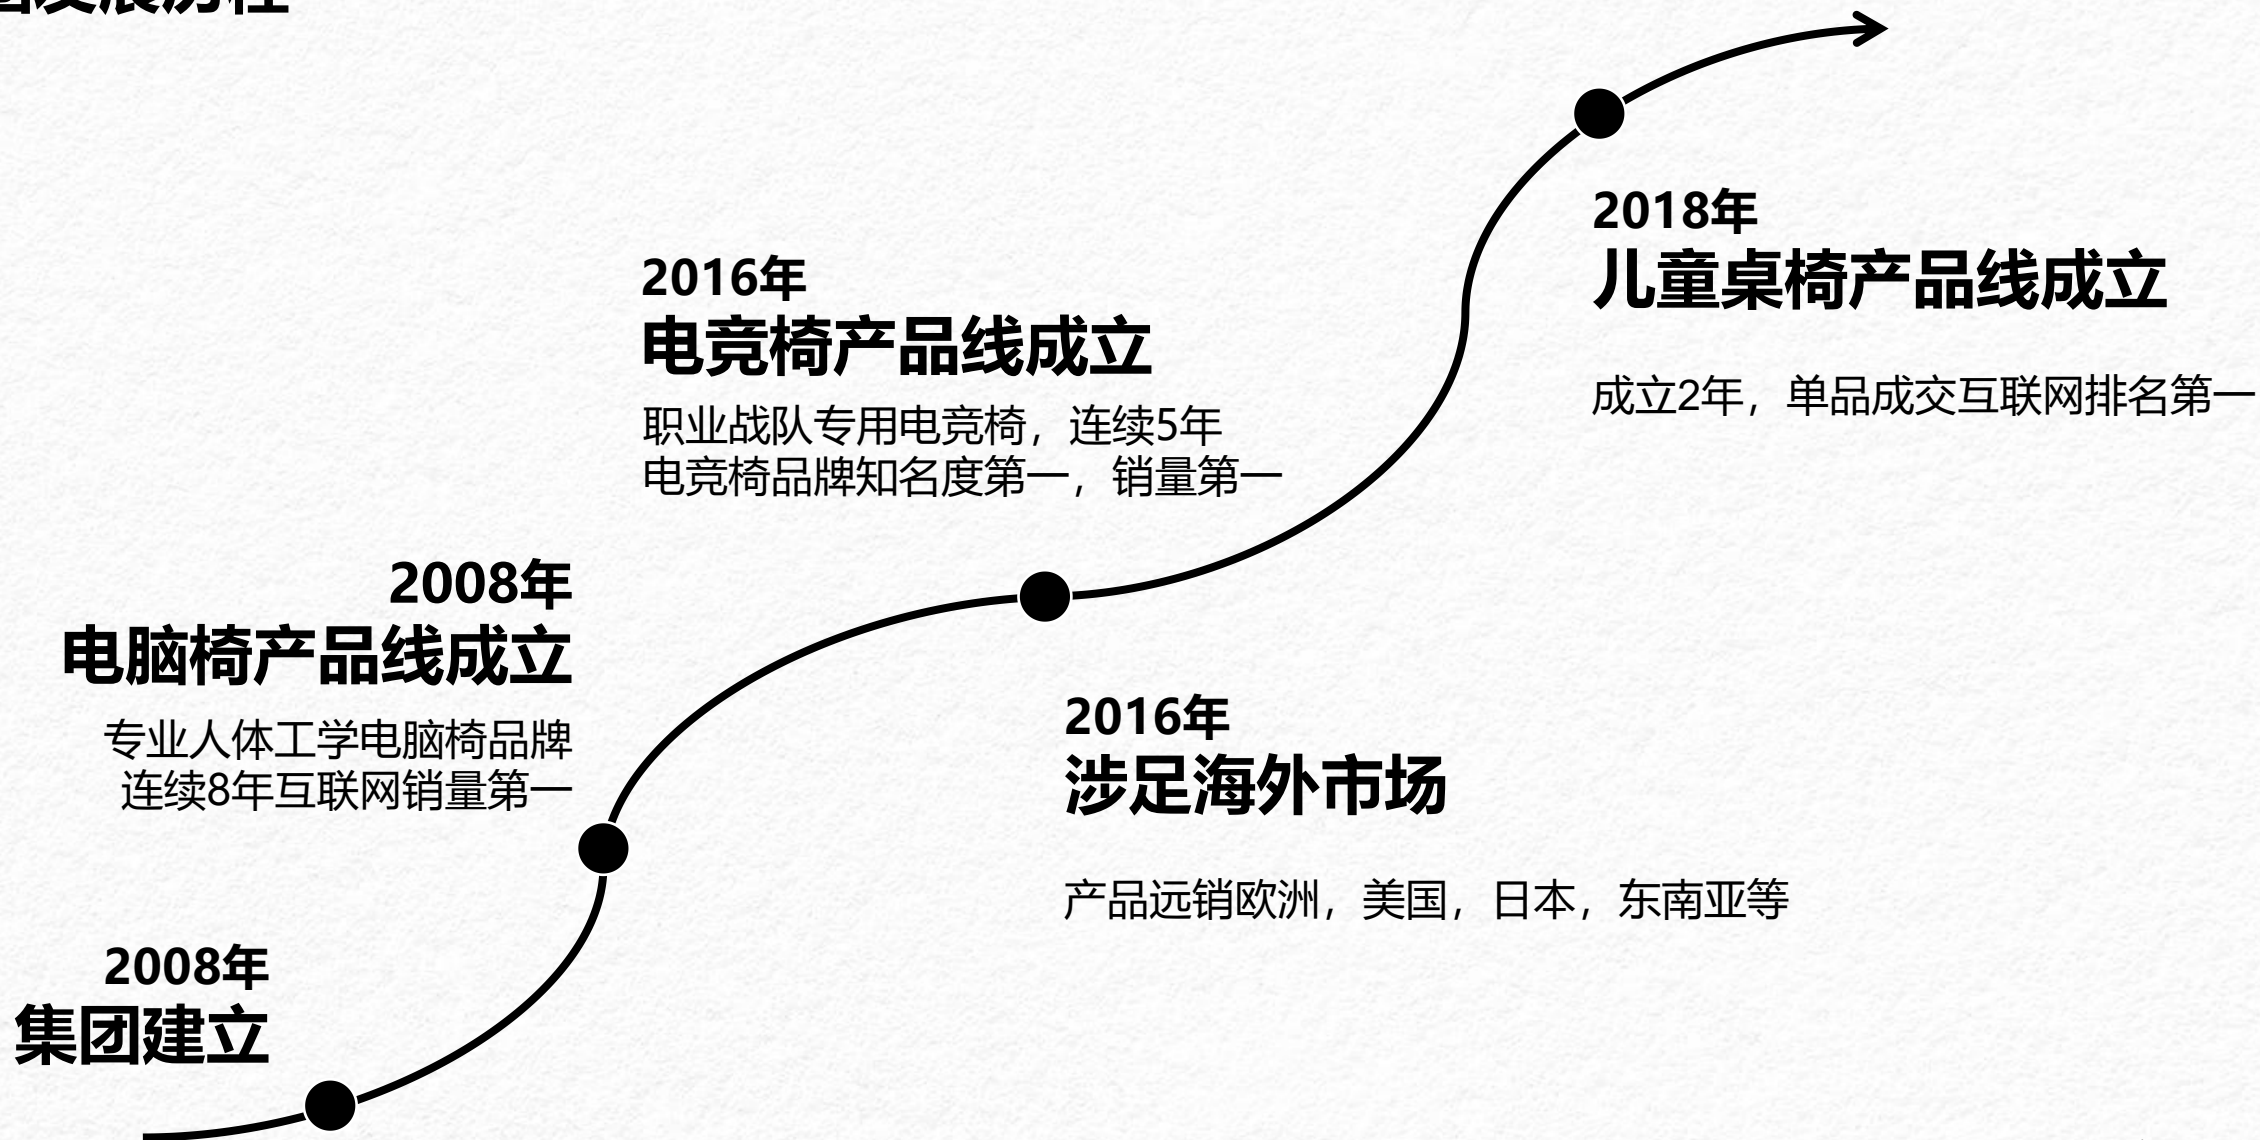 发展历程
2018年
儿童桌椅产品线成立
成立2年，单品成交互联网排名第一
2016年
电竞椅产品线成立
职业战队专用电竞椅，连续5年
电竞椅品牌知名度第一，销量第一
2008年
电脑椅产品线成立
专业人体工学电脑椅品牌
连续8年互联网销量第一
2016年
涉足海外市场
产品远销欧洲，美国，日本，东南亚等
2008年
集团建立